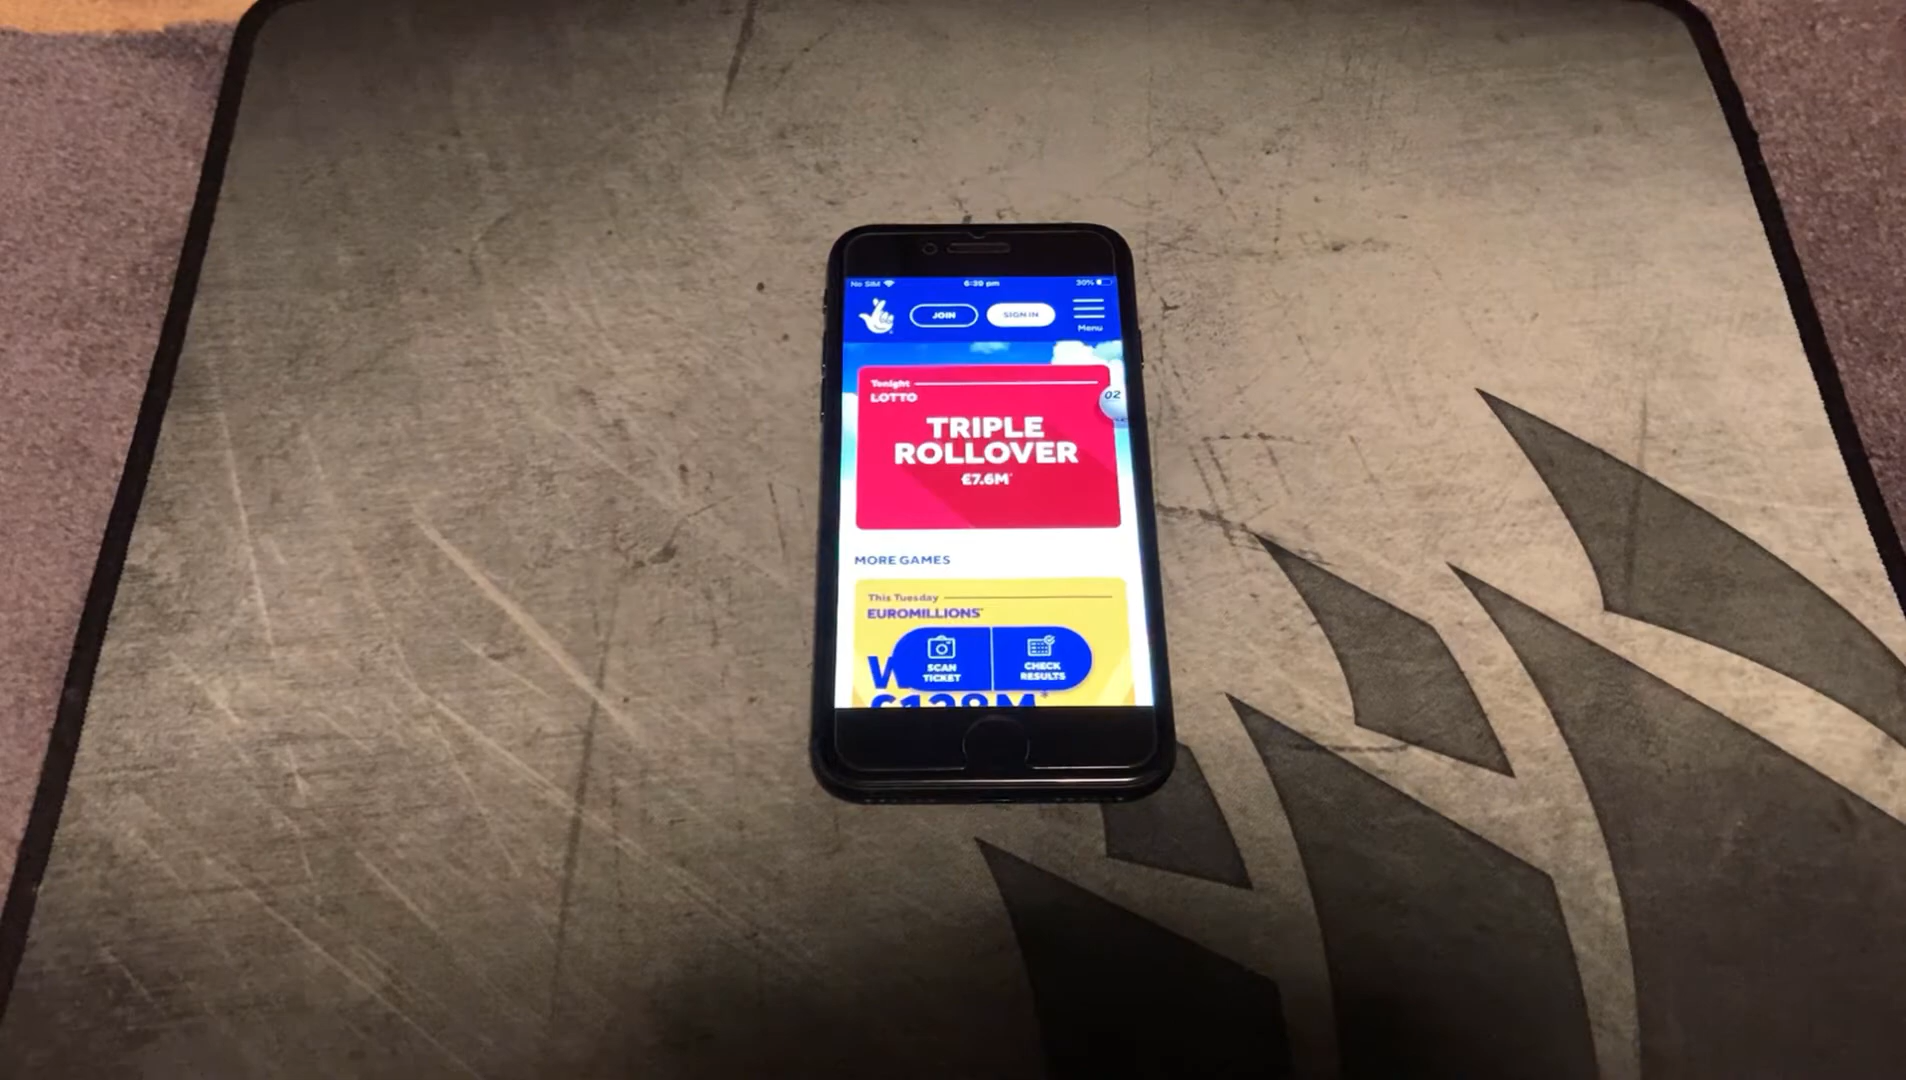 No SIM 6:39 pm 30%
JOIN SIGN IN
Menu
Tonight
LOTTO
02
TRIPLE
ROLLOVER
£7.6M*
MORE GAMES
This Tuesday
EUROMILLIONS
SCAN
TICKET
CHECK
RESULTS